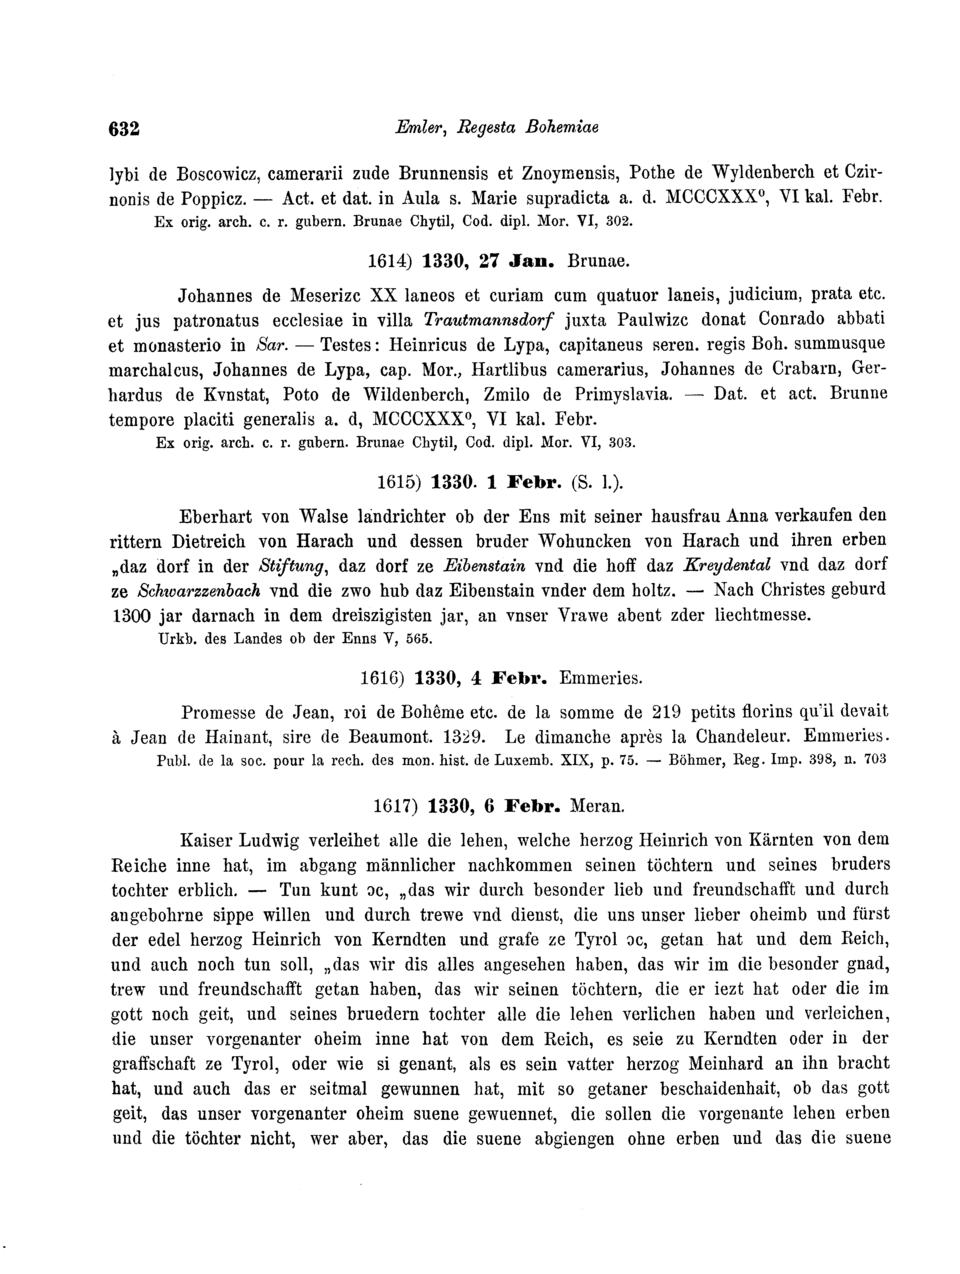 632 Emler, Regesta Bohemiae
lybi de Boscowicz, camerarii zude Brunnensis et Znoymensis, Pothe de Wyldenberch et Czir-
nonis de Poppicz. — Act. et dat. in Aula s. Marie supradicta a. d. MCCCXXX⁰, VI kal. Febr.
Ex orig. arch. c. r. gubern. Brunae Chytil, Cod. dipl. Mor. VI, 302.
1614) 1330, 27 Jan. Brunae.
Johannes de Meserizc XX laneos et curiam cum quatuor laneis, judicium, prata etc.
et jus patronatus ecclesiae in villa Trautmannsdorf juxta Paulwizc donat Conrado abbati
et monasterio in Sar. — Testes: Heinricus de Lypa, capitaneus seren. regis Boh. summusque
marchalcus, Johannes de Lypa, cap. Mor., Hartlibus camerarius, Johannes de Crabarn, Ger-
hardus de Kvnstat, Poto de Wildenberch, Zmilo de Primyslavia. — Dat. et act. Brunne
tempore placiti generalis a. d, MCCCXXX⁰, VI kal. Febr.
Ex orig. arch. c. r. gubern. Brunae Chytil, Cod. dipl. Mor. VI, 303.
1615) 1330. 1 Febr. (S. l.).
Eberhart von Walse landrichter ob der Ens mit seiner hausfrau Anna verkaufen den
rittern Dietreich von Harach und dessen bruder Wohuncken von Harach und ihren erben
„daz dorf in der Stiftung, daz dorf ze Eibenstain vnd die hoff daz Kreydental vnd daz dorf
ze Schwarzzenbach vnd die zwo hub daz Eibenstain vnder dem holtz. — Nach Christes geburd
1300 jar darnach in dem dreiszigisten jar, an vnser Vrawe abent zder liechtmesse.
Urkb. des Landes ob der Enns V, 565.
1616) 1330, 4 Febr. Emmeries.
Promesse de Jean, roi de Bohême etc. de la somme de 219 petits florins qu'il devait
à Jean de Hainant, sire de Beaumont. 1329. Le dimanche après la Chandeleur. Emmeries.
Publ. de la soc. pour la rech. des mon. hist. de Luxemb. XIX, p. 75. — Böhmer, Reg. Imp. 398, n. 703
1617) 1330, 6 Febr. Meran.
Kaiser Ludwig verleihet alle die lehen, welche herzog Heinrich von Kärnten von dem
Reiche inne hat, im abgang männlicher nachkommen seinen töchtern und seines bruders
tochter erblich. — Tun kunt ɔc, „das wir durch besonder lieb und freundschafft und durch
angebohrne sippe willen und durch trewe vnd dienst, die uns unser lieber oheimb und fürst
der edel herzog Heinrich von Kerndten und grafe ze Tyrol ɔc, getan hat und dem Reich,
und auch noch tun soll, „das wir dis alles angesehen haben, das wir im die besonder gnad,
trew und freundschafft getan haben, das wir seinen töchtern, die er iezt hat oder die im
gott noch geit, und seines bruedern tochter alle die lehen verlichen haben und verleichen,
die unser vorgenanter oheim inne hat von dem Reich, es seie zu Kerndten oder in der
graffschaft ze Tyrol, oder wie si genant, als es sein vatter herzog Meinhard an ihn bracht
hat, und auch das er seitmal gewunnen hat, mit so getaner beschaidenhait, ob das gott
geit, das unser vorgenanter oheim suene gewuennet, die sollen die vorgenante lehen erben
und die töchter nicht, wer aber, das die suene abgiengen ohne erben und das die suene